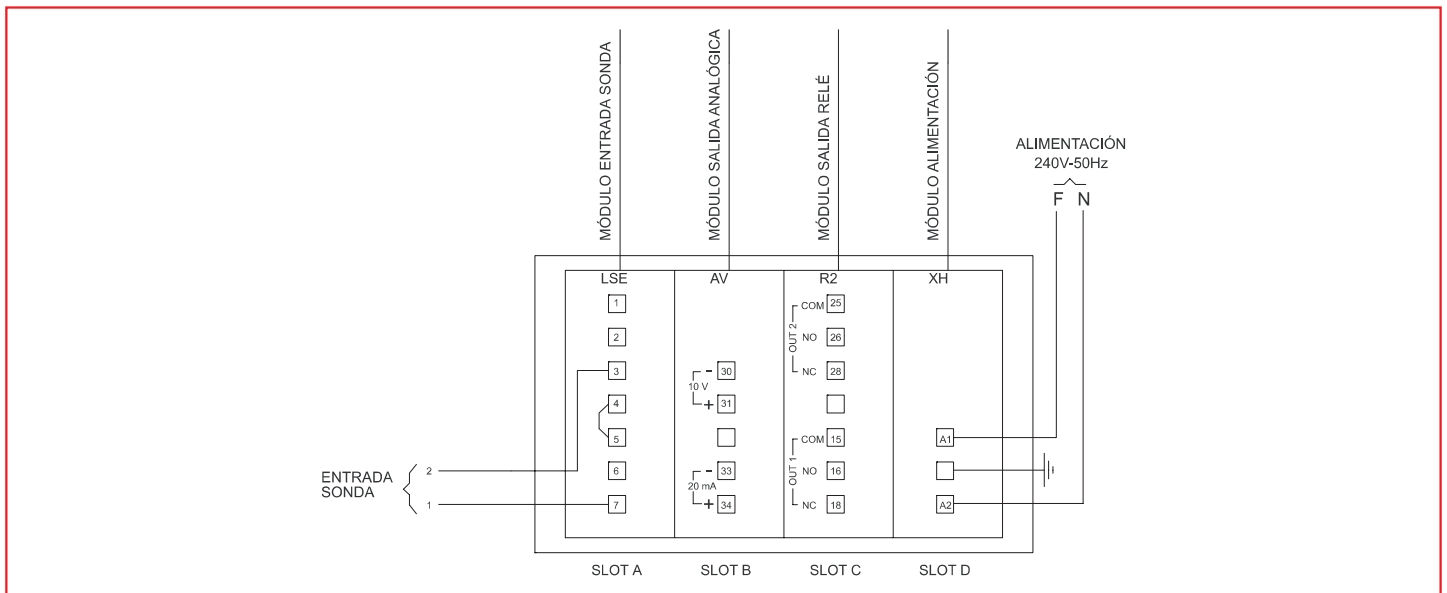 MÓDULO ENTRADA SONDA
MÓDULO SALIDA ANALÓGICA
MÓDULO SALIDA RELÉ
MÓDULO ALIMENTACIÓN
ALIMENTACIÓN
240V-50Hz
F N
LSE
1
2
3
4
5
6
7
ENTRADA
SONDA
2
1
AV
- 30
10 V
+ 31
- 33
20 mA
+ 34
R2
OUT 2
COM 25
NO 26
NC 28
OUT 1
COM 15
NO 16
NC 18
XH
A1
A2
SLOT A
SLOT B
SLOT C
SLOT D